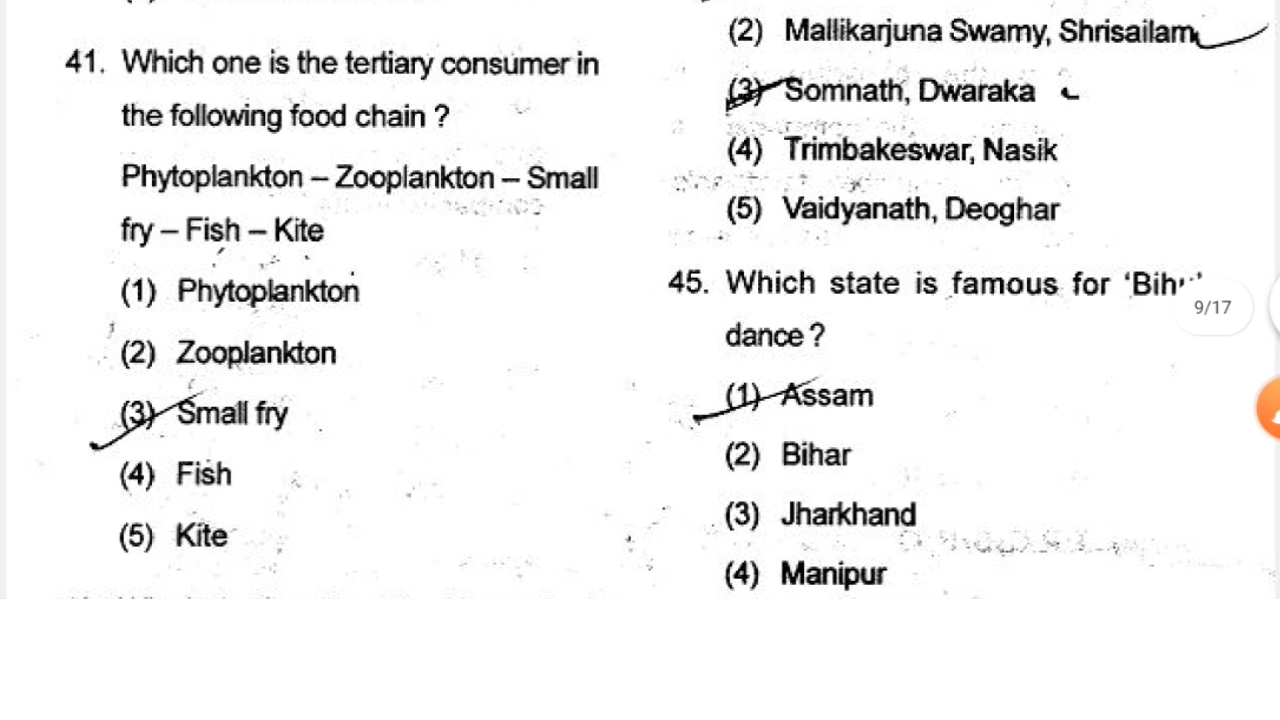 41. Which one is the tertiary consumer in
the following food chain ?
Phytoplankton – Zooplankton – Small
fry – Fish – Kite
(1) Phytoplankton
(2) Zooplankton
(3) Small fry
(4) Fish
(5) Kite
(2) Mallikarjuna Swamy, Shrisailam
(3) Somnath, Dwaraka
(4) Trimbakeswar, Nasik
(5) Vaidyanath, Deoghar
45. Which state is famous for
dance ?
(1) Assam
(2) Bihar
(3) Jharkhand
(4) Manipur
9/17